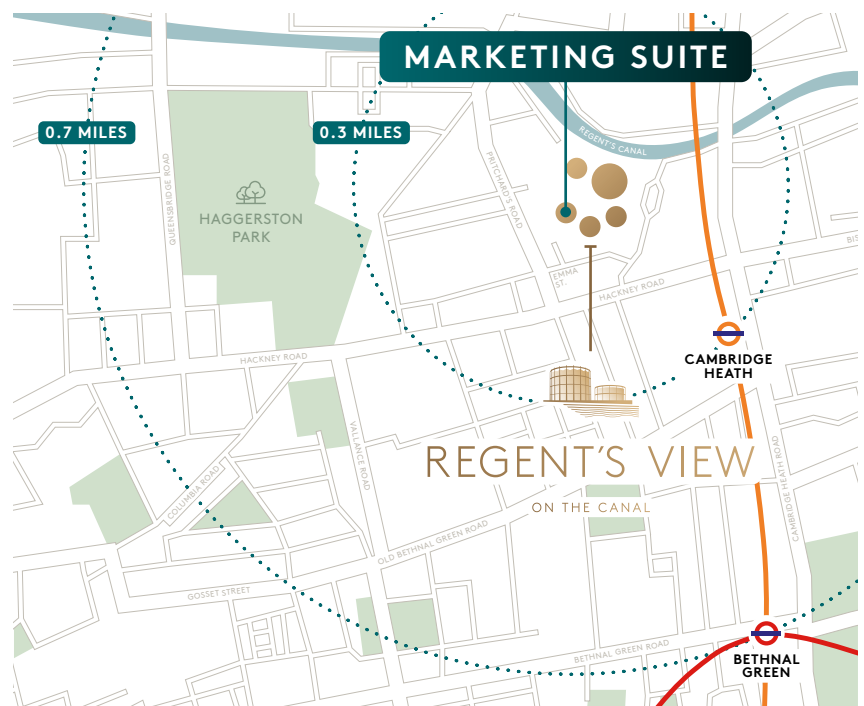 MARKETING SUITE
0.7 MILES
0.3 MILES
REGENT'S CANAL
PRITCHARD'S ROAD
QUEENSBRIDGE ROAD
HAGGERSTON
PARK
EMMA
ST.
HACKNEY ROAD
HACKNEY ROAD
CAMBRIDGE
HEATH
VALLANCE ROAD
COLUMBIA ROAD
REGENT'S VIEW
ON THE CANAL
CAMBRIDGE HEATH ROAD
OLD BETHNAL GREEN ROAD
GOSSET STREET
BETHNAL GREEN ROAD
BETHNAL
GREEN